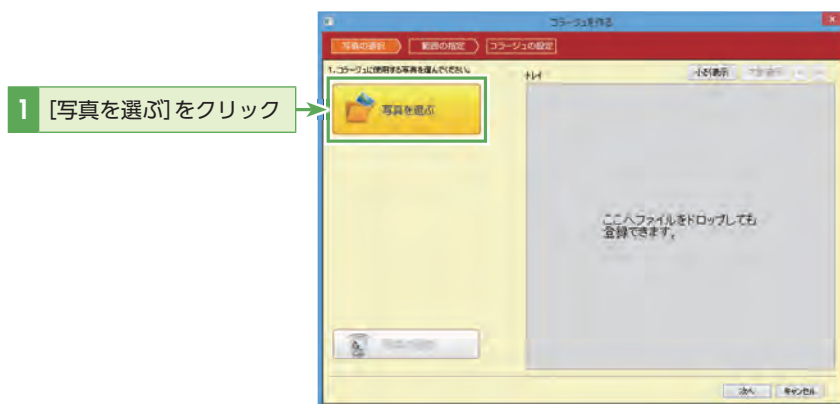 コラージュを作る
写真の選択 範囲の指定 コラージュの設定
1.コラージュに使用する写真を選んでください。
トレイ 小さく表示
1 [写真を選ぶ]をクリック
写真を選ぶ
ここへファイルをドロップしても
登録できます。
次へ キャンセル